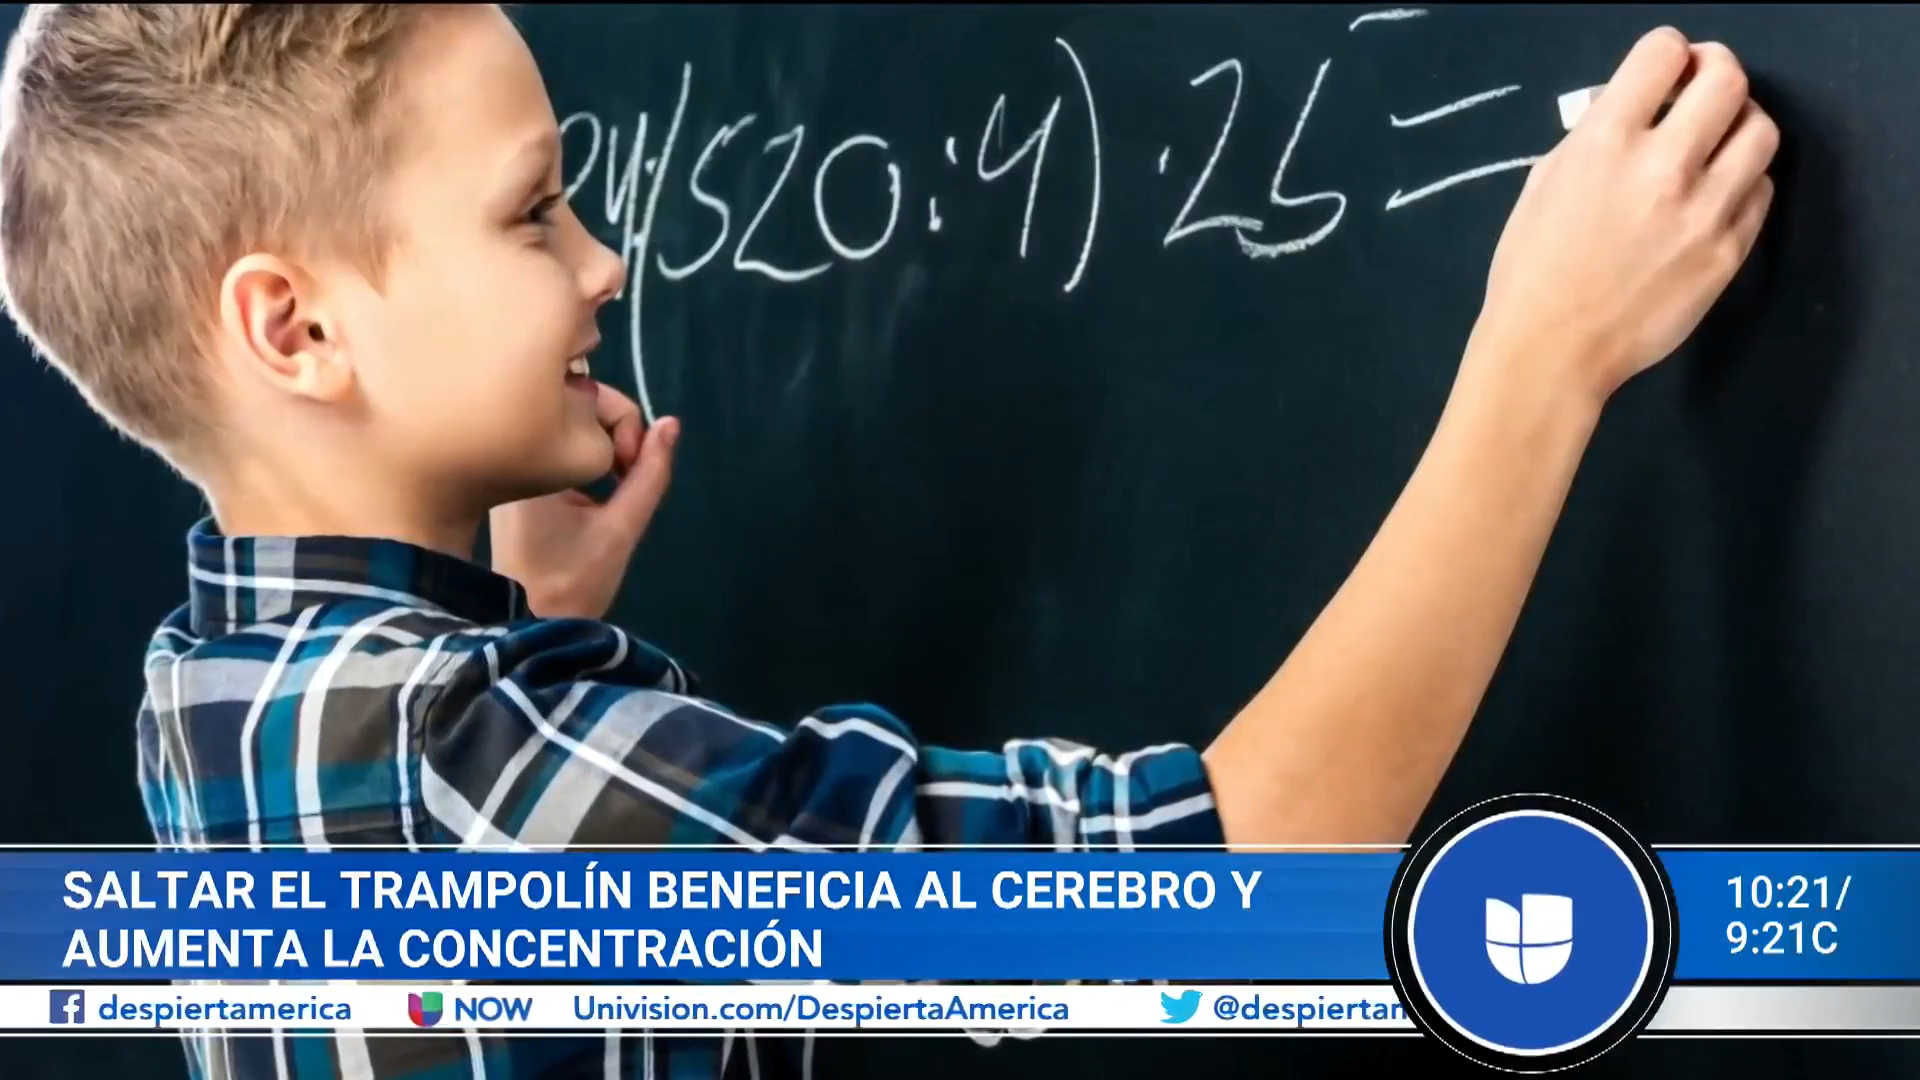 (520:4) · 25 =
SALTAR EL TRAMPOLÍN BENEFICIA AL CEREBRO Y
AUMENTA LA CONCENTRACIÓN
10:21/
9:21C
despiertamerica
NOW
Univision.com/DespiertaAmerica
@despiertam